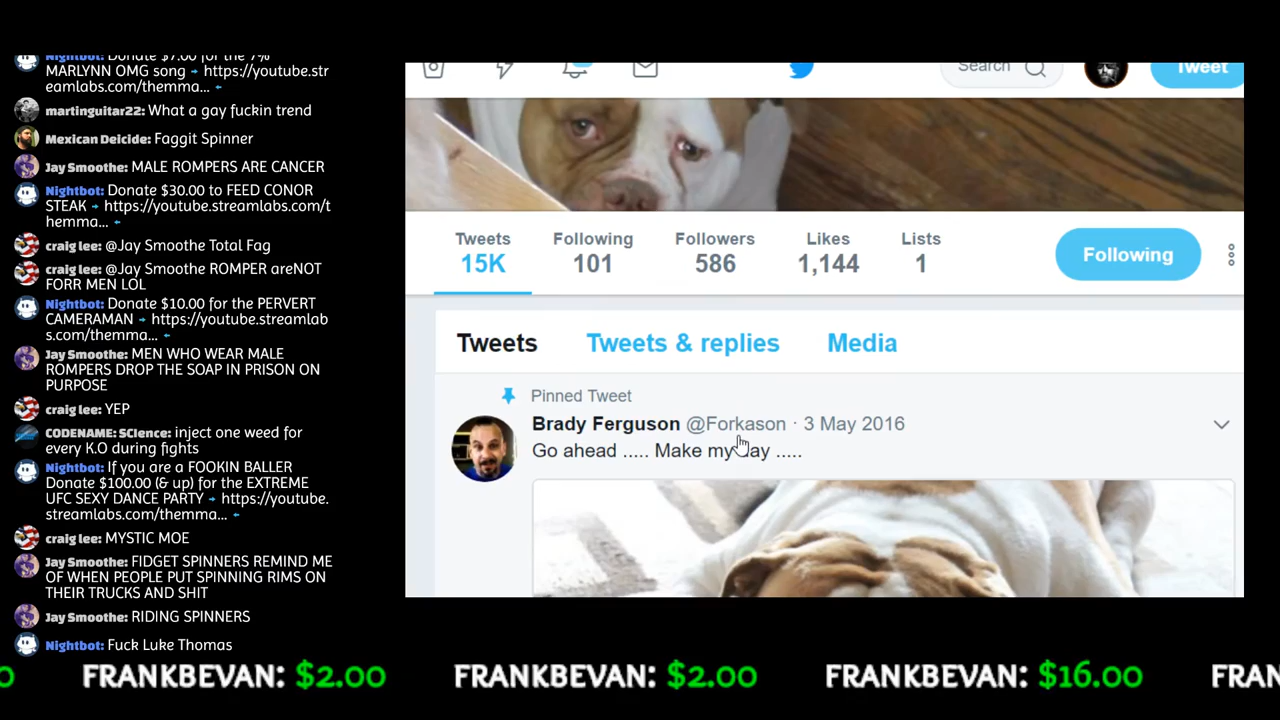 Nightbot: Donate $7.00 for the 7%
MARLYNN OMG song → https://youtube.str
eamlabs.com/themma... ←
martinguitar22: What a gay fuckin trend
Mexican Deicide: Faggit Spinner
Jay Smoothe: MALE ROMPERS ARE CANCER
Nightbot: Donate $30.00 to FEED CONOR
STEAK → https://youtube.streamlabs.com/t
hemma... ←
craig lee: @Jay Smoothe Total Fag
craig lee: @Jay Smoothe ROMPER areNOT
FORR MEN LOL
Nightbot: Donate $10.00 for the PERVERT
CAMERAMAN → https://youtube.streamlab
s.com/themma... ←
Jay Smoothe: MEN WHO WEAR MALE
ROMPERS DROP THE SOAP IN PRISON ON
PURPOSE
craig lee: YEP
CODENAME: SCIence: inject one weed for
every K.O during fights
Nightbot: If you are a FOOKIN BALLER
Donate $100.00 (& up) for the EXTREME
UFC SEXY DANCE PARTY → https://youtube.
streamlabs.com/themma... ←
craig lee: MYSTIC MOE
Jay Smoothe: FIDGET SPINNERS REMIND ME
OF WHEN PEOPLE PUT SPINNING RIMS ON
THEIR TRUCKS AND SHIT
Jay Smoothe: RIDING SPINNERS
Nightbot: Fuck Luke Thomas
Search
Tweet
Tweets Following Followers Likes Lists
15K 101 586 1,144 1
Following
Tweets Tweets & replies Media
Pinned Tweet
Brady Ferguson @Forkason · 3 May 2016
Go ahead ..... Make my day .....
0 FRANKBEVAN: $2.00 FRANKBEVAN: $2.00 FRANKBEVAN: $16.00 FRAN